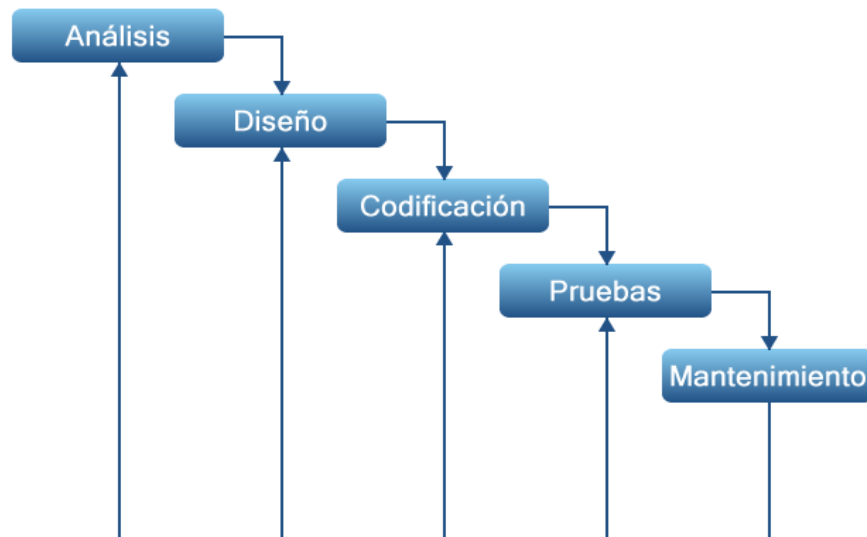 Análisis
Diseño
Codificación
Pruebas
Mantenimiento